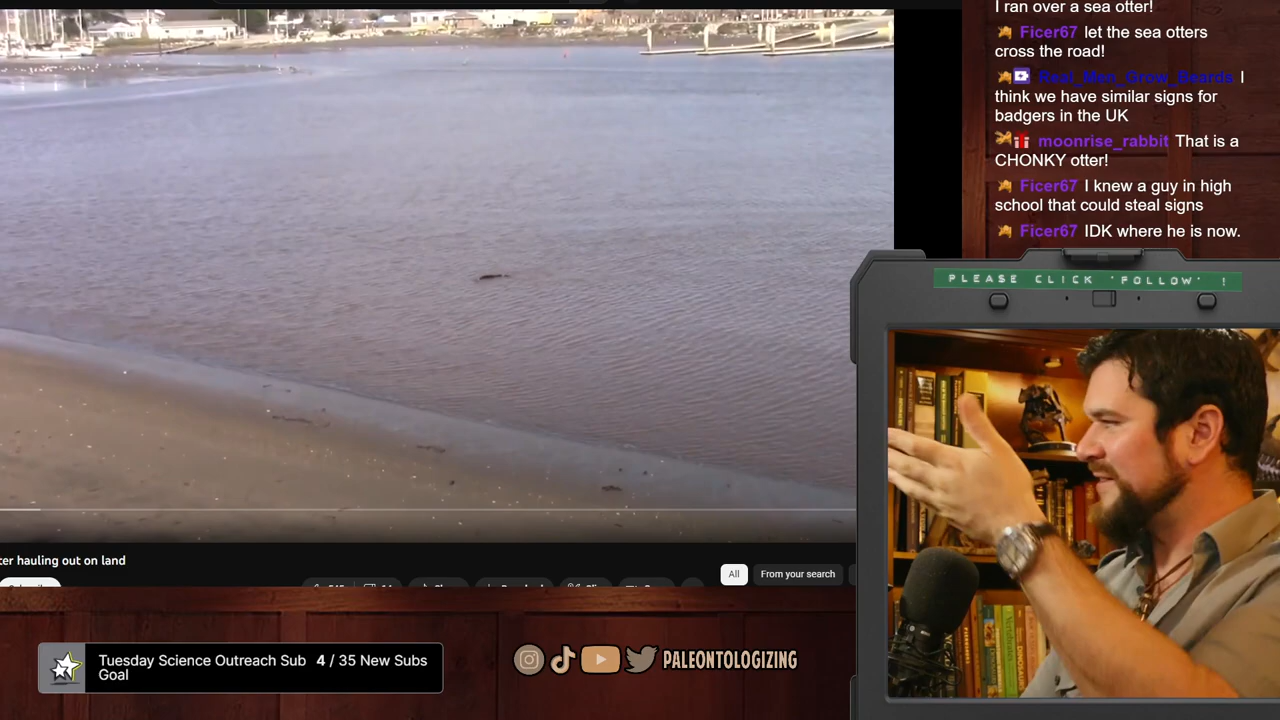 I ran over a sea otter!
Ficer67 let the sea otters
cross the road!
Real_Men_Grow_Beards I
think we have similar signs for
badgers in the UK
moonrise_rabbit That is a
CHONKY otter!
Ficer67 I knew a guy in high
school that could steal signs
Ficer67 IDK where he is now.
PLEASE CLICK 'FOLLOW' !
ter hauling out on land
All
From your search
Tuesday Science Outreach Sub 4 / 35 New Subs
Goal
PALEONTOLOGIZING